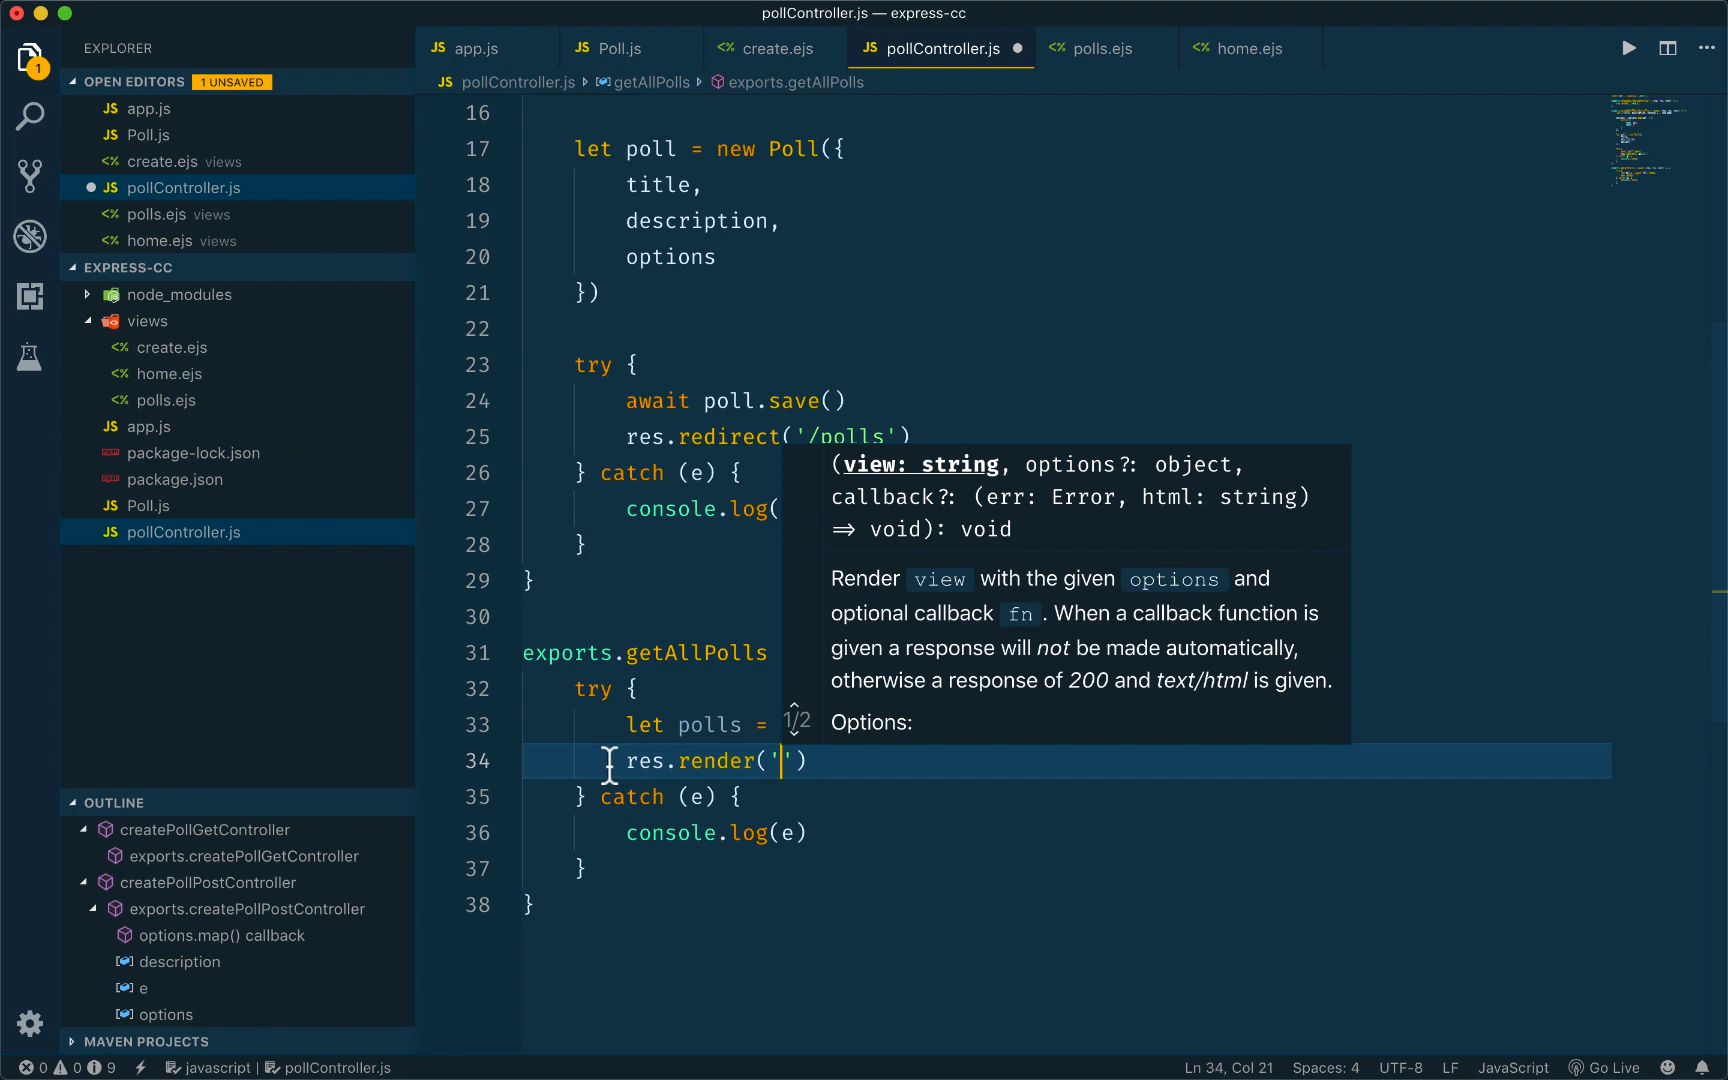 pollController.js — express-cc
EXPLORER
1
OPEN EDITORS 1 UNSAVED
JS app.js
JS Poll.js
<% create.ejs views
JS pollController.js
<% polls.ejs views
<% home.ejs views
EXPRESS-CC
node_modules
views
<% create.ejs
<% home.ejs
<% polls.ejs
JS app.js
package-lock.json
package.json
JS Poll.js
JS pollController.js
OUTLINE
createPollGetController
exports.createPollGetController
createPollPostController
exports.createPollPostController
options.map() callback
description
e
options
MAVEN PROJECTS
JS app.js
JS Poll.js
<% create.ejs
JS pollController.js
<% polls.ejs
<% home.ejs
JS pollController.js getAllPolls exports.getAllPolls
16
17 let poll = new Poll({
18 title,
19 description,
20 options
21 })
22
23 try {
24 await poll.save()
25 res.redirect('/polls')
26 } catch (e) {
27 console.log(
28 }
29 }
30
31 exports.getAllPolls
32 try {
33 let polls =
34 res.render('')
35 } catch (e) {
36 console.log(e)
37 }
38 }
1/2
(view: string, options?: object,
callback?: (err: Error, html: string)
⇒ void): void
Render view with the given options and
optional callback fn . When a callback function is
given a response will not be made automatically,
otherwise a response of 200 and text/html is given.
Options:
0 0 9 javascript | pollController.js
Ln 34, Col 21 Spaces: 4 UTF-8 LF JavaScript Go Live